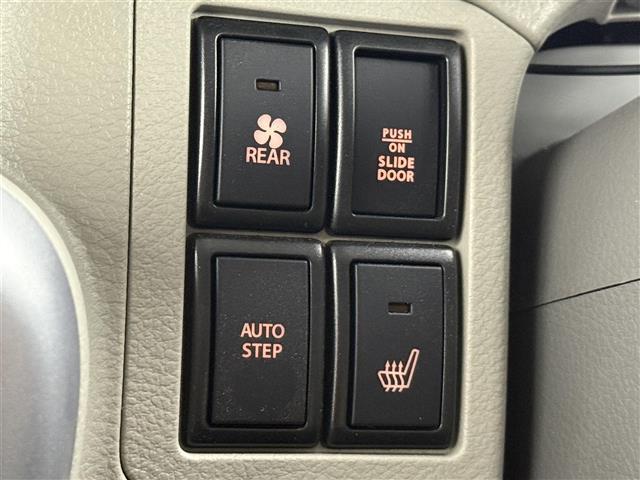 REAR
PUSH
ON
SLIDE
DOOR
AUTO
STEP